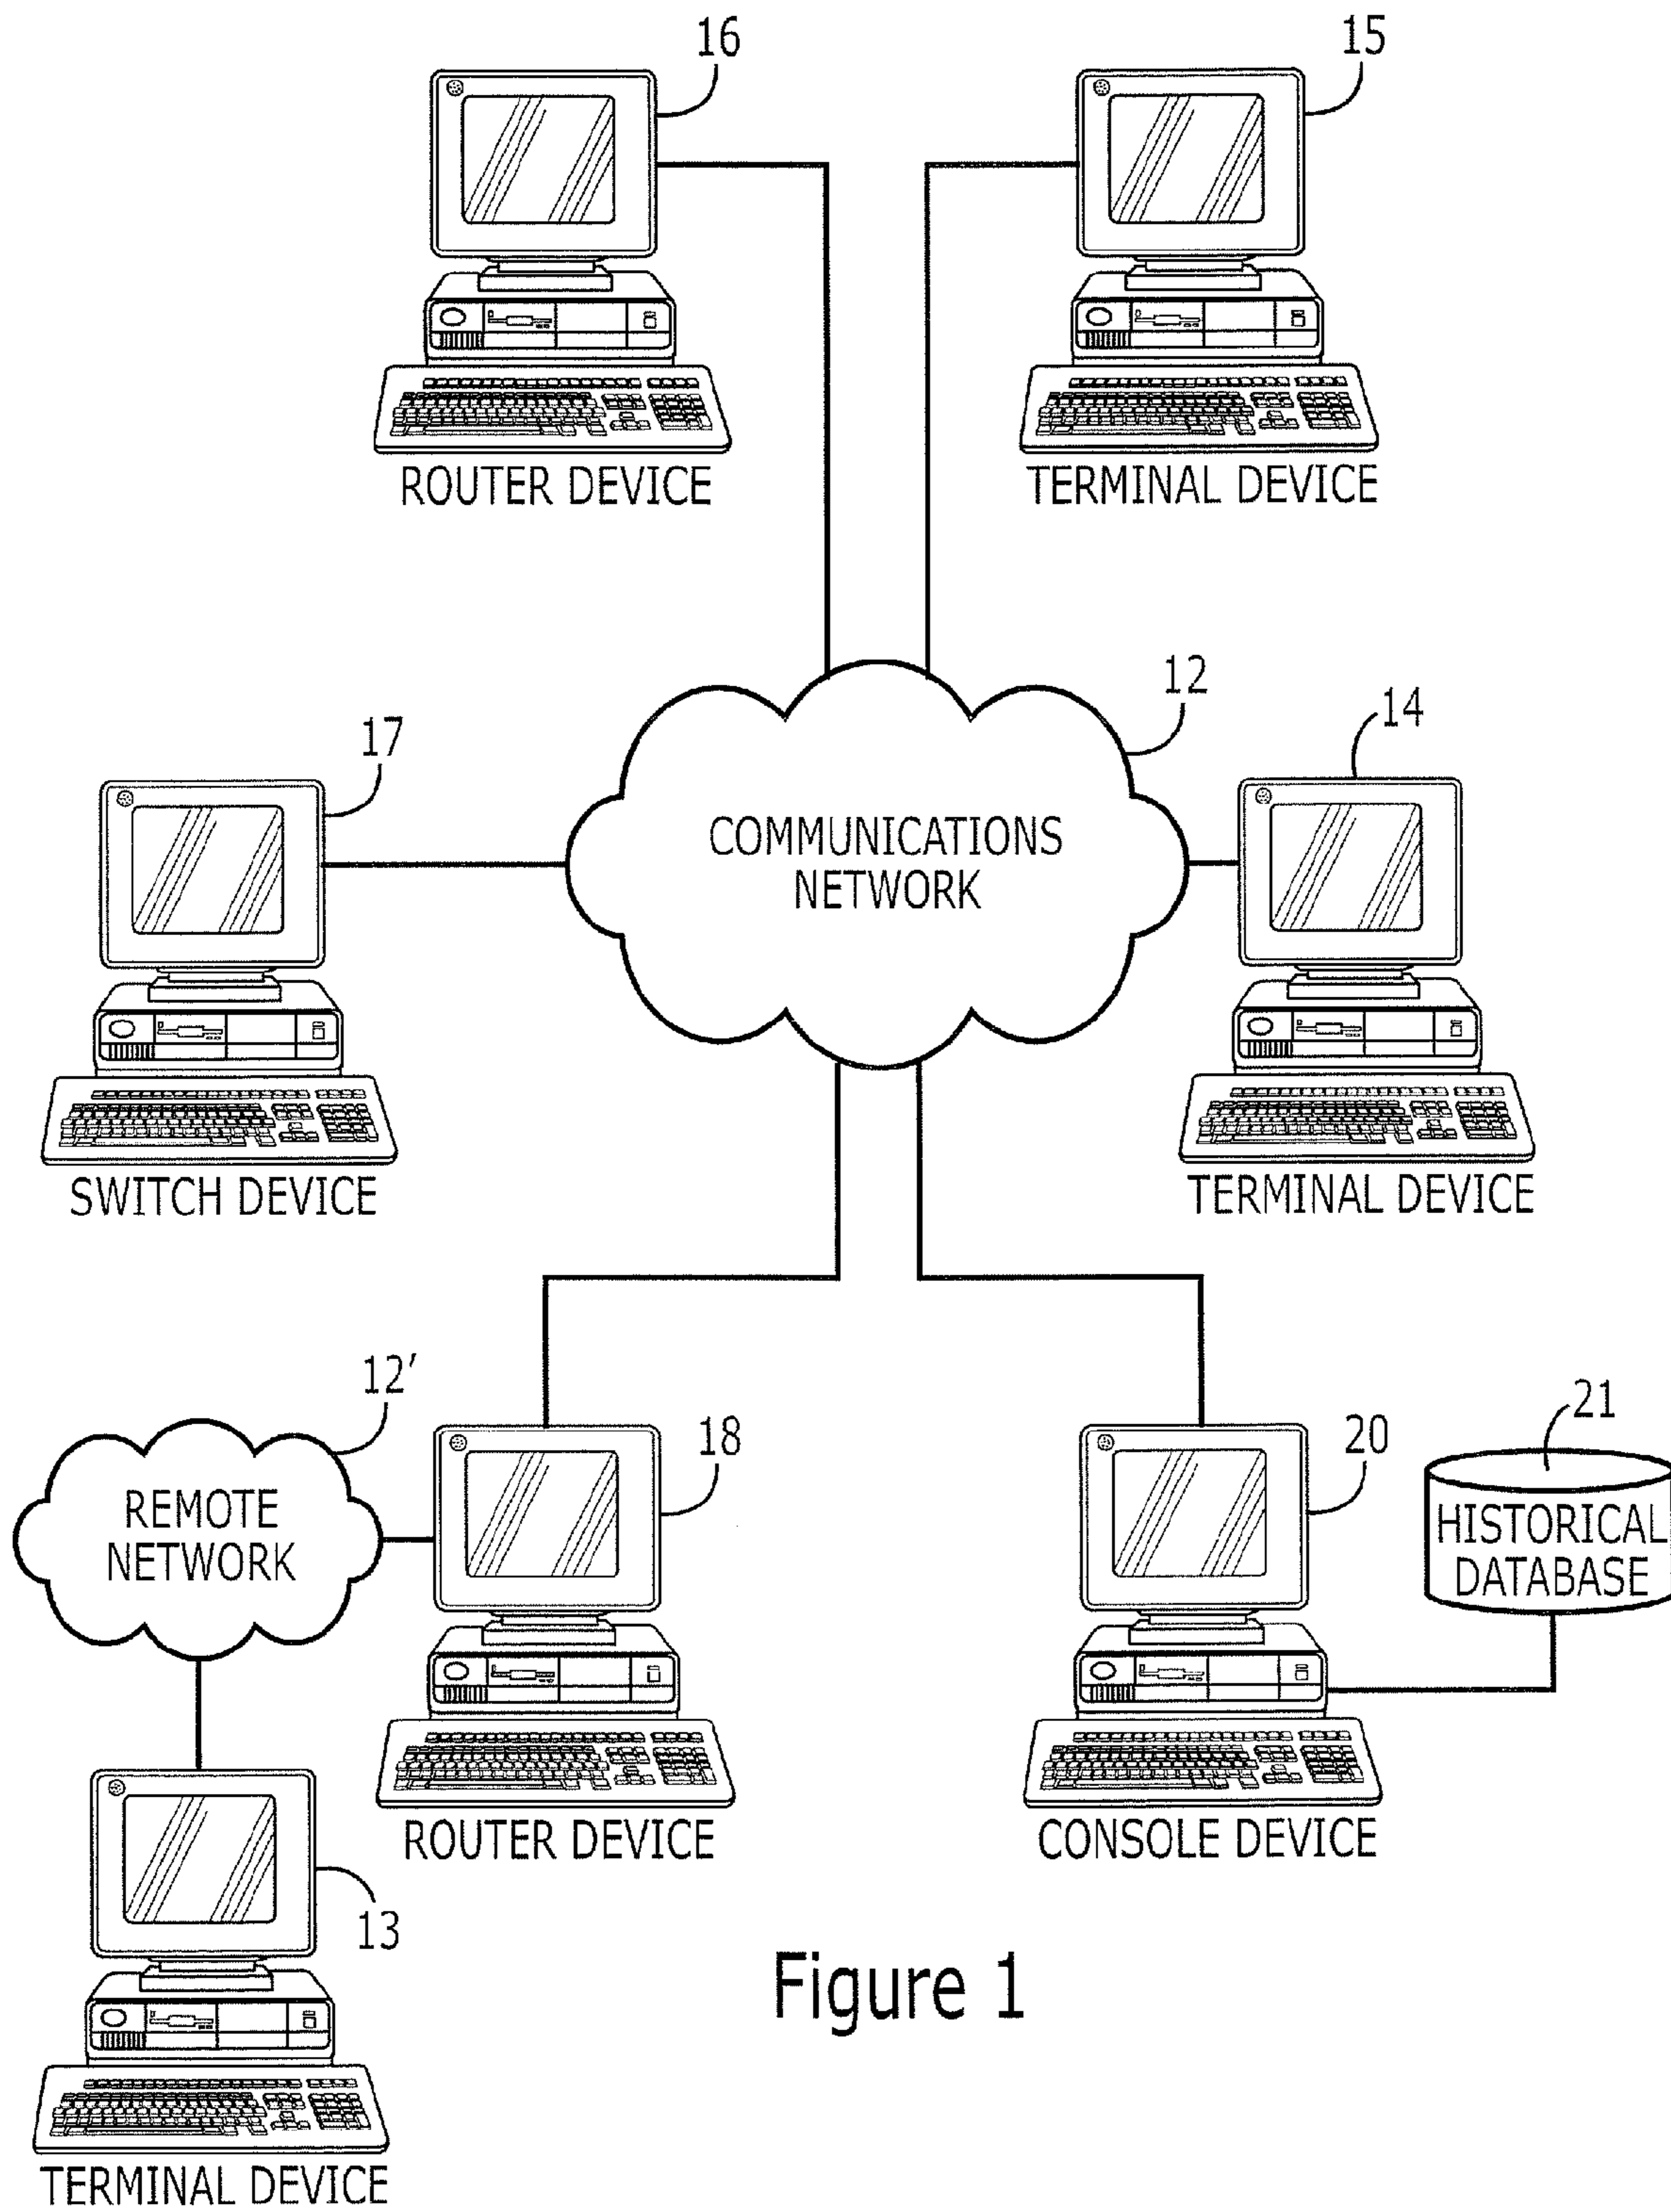 16
15
ROUTER DEVICE
TERMINAL DEVICE
12
14
17
COMMUNICATIONS
NETWORK
SWITCH DEVICE
TERMINAL DEVICE
12'
18
20
21
REMOTE
NETWORK
HISTORICAL
DATABASE
ROUTER DEVICE
CONSOLE DEVICE
13
Figure 1
TERMINAL DEVICE